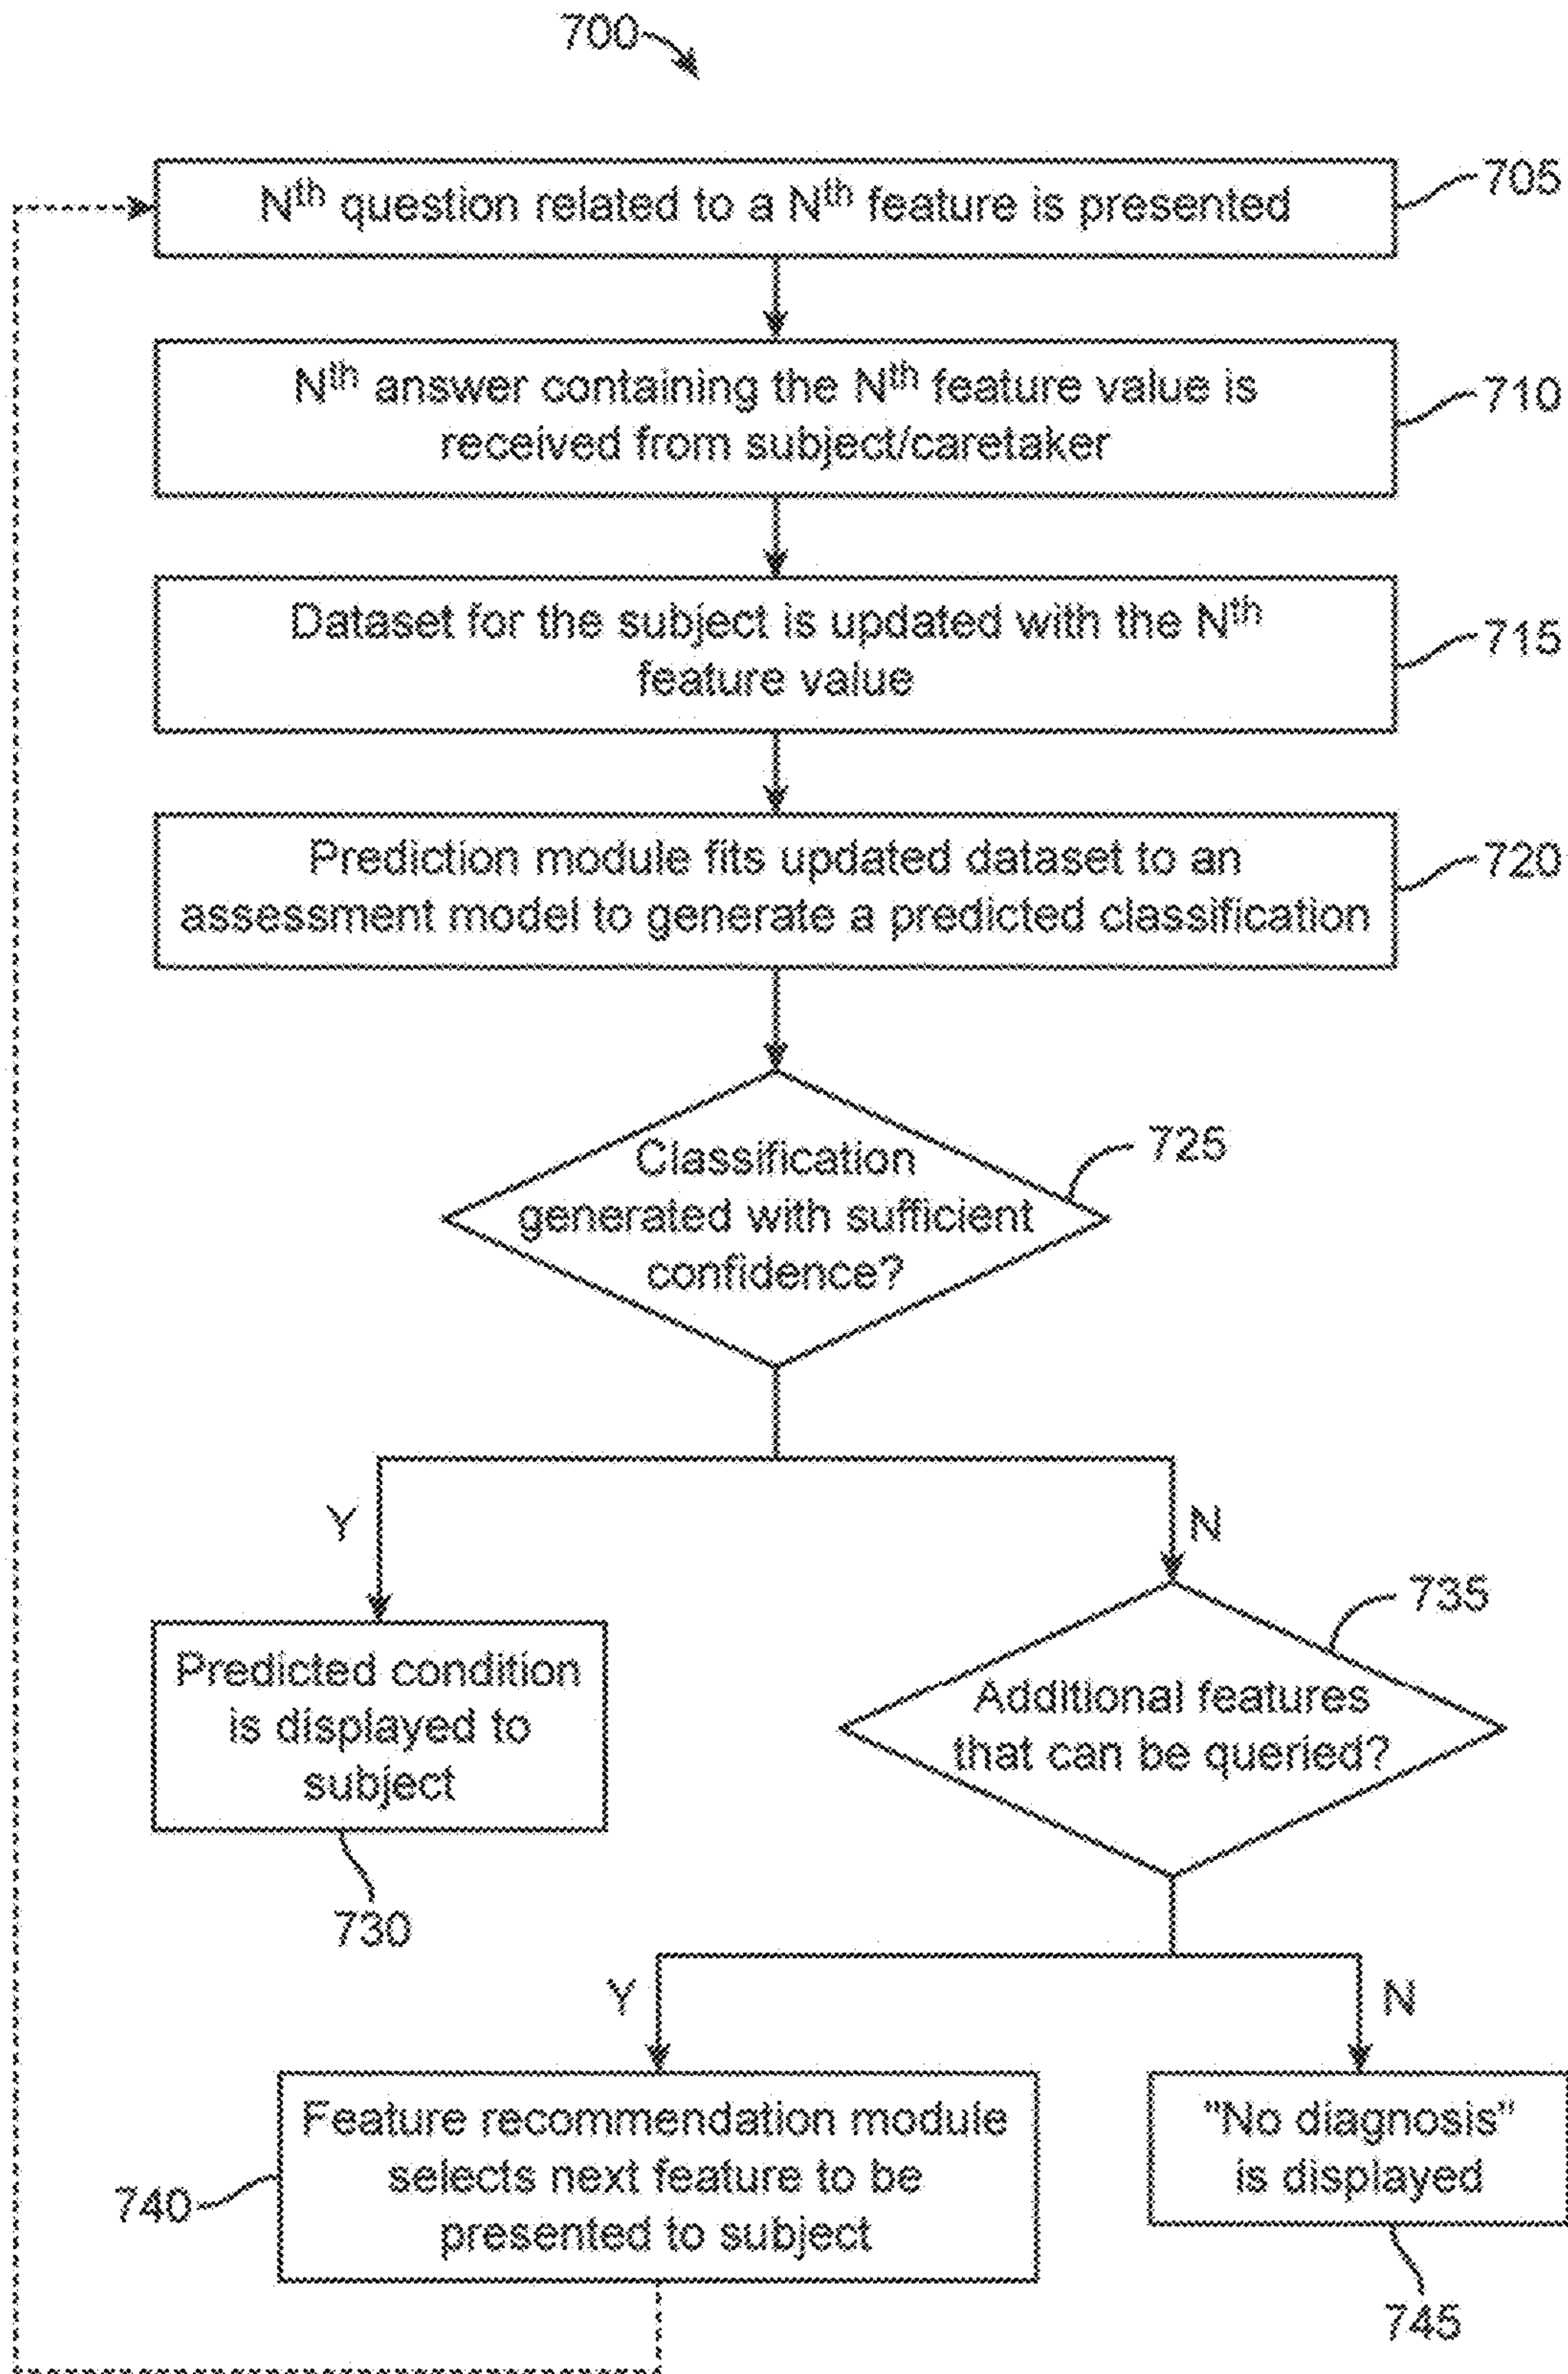 700
Nth question related to a Nth feature is presented
705
Nth answer containing the Nth feature value is
received from subject/caretaker
710
Dataset for the subject is updated with the Nth
feature value
715
Prediction module fits updated dataset to an
assessment model to generate a predicted classification
720
Classification
generated with sufficient
confidence?
725
Y
N
Predicted condition
is displayed to
subject
730
735
Additional features
that can be queried?
Y
N
Feature recommendation module
selects next feature to be
presented to subject
740
"No diagnosis"
is displayed
745